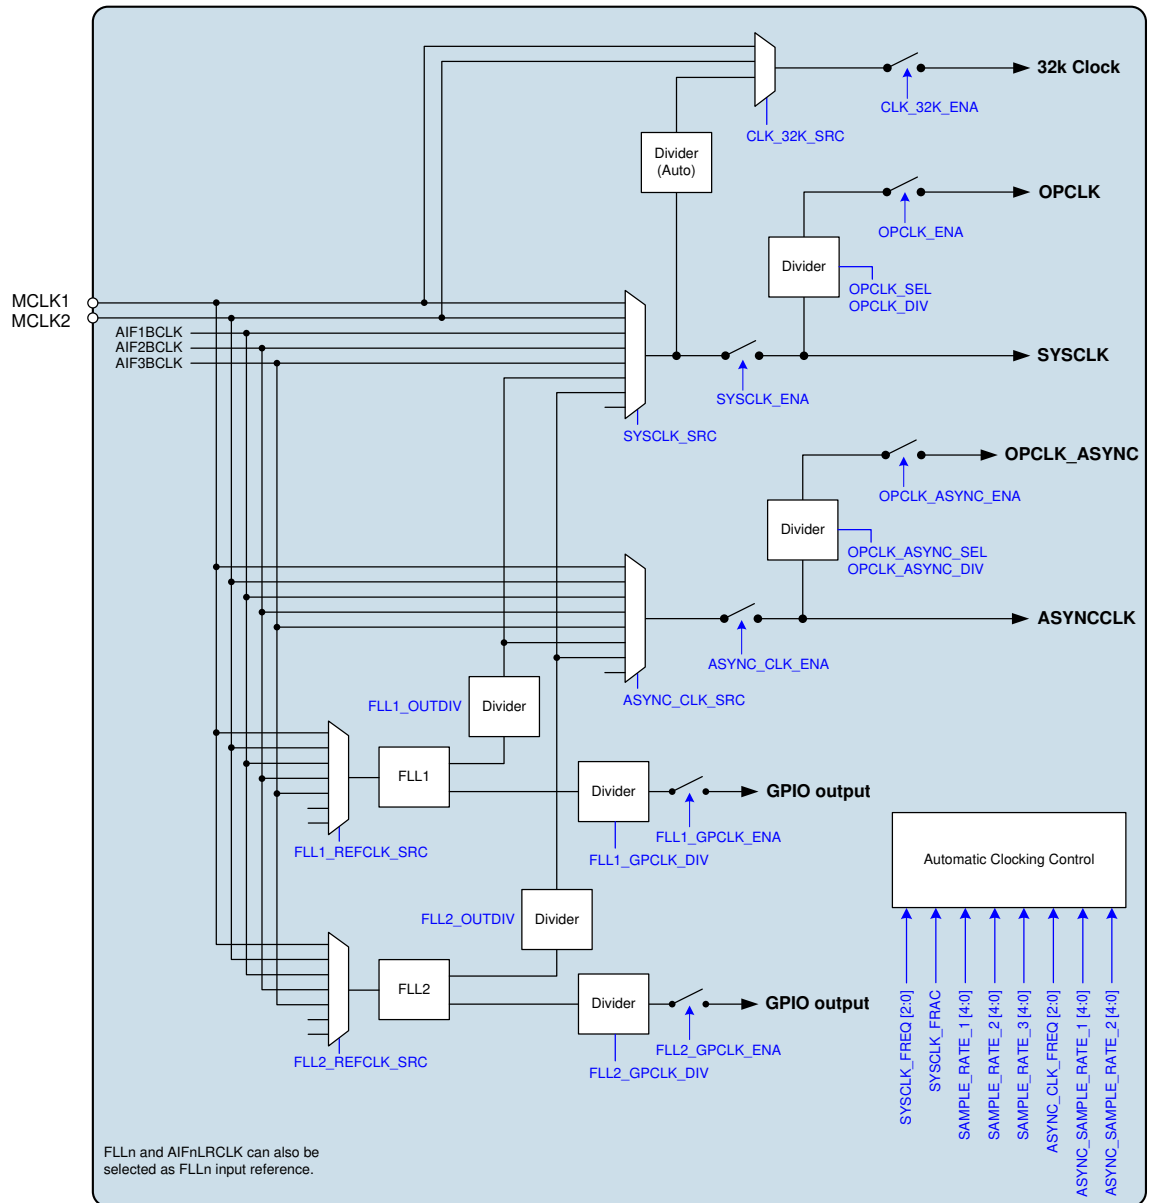 32k Clock
CLK_32K_ENA
CLK_32K_SRC
Divider
(Auto)
OPCLK
OPCLK_ENA
Divider
OPCLK_SEL
OPCLK_DIV
MCLK1
MCLK2
AIF1BCLK
AIF2BCLK
AIF3BCLK
SYSCLK
SYSCLK_ENA
SYSCLK_SRC
OPCLK_ASYNC
OPCLK_ASYNC_ENA
Divider
OPCLK_ASYNC_SEL
OPCLK_ASYNC_DIV
ASYNCCLK
ASYNC_CLK_ENA
ASYNC_CLK_SRC
FLL1_OUTDIV
Divider
FLL1
Divider
GPIO output
FLL1_GPCLK_ENA
FLL1_REFCLK_SRC
FLL1_GPCLK_DIV
Automatic Clocking Control
FLL2_OUTDIV
Divider
FLL2
Divider
GPIO output
FLL2_GPCLK_ENA
FLL2_REFCLK_SRC
FLL2_GPCLK_DIV
SYSCLK_FREQ [2:0]
SYSCLK_FRAC
SAMPLE_RATE_1 [4:0]
SAMPLE_RATE_2 [4:0]
SAMPLE_RATE_3 [4:0]
ASYNC_CLK_FREQ [2:0]
ASYNC_SAMPLE_RATE_1 [4:0]
ASYNC_SAMPLE_RATE_2 [4:0]
FLLn and AIFnLRCLK can also be
selected as FLLn input reference.